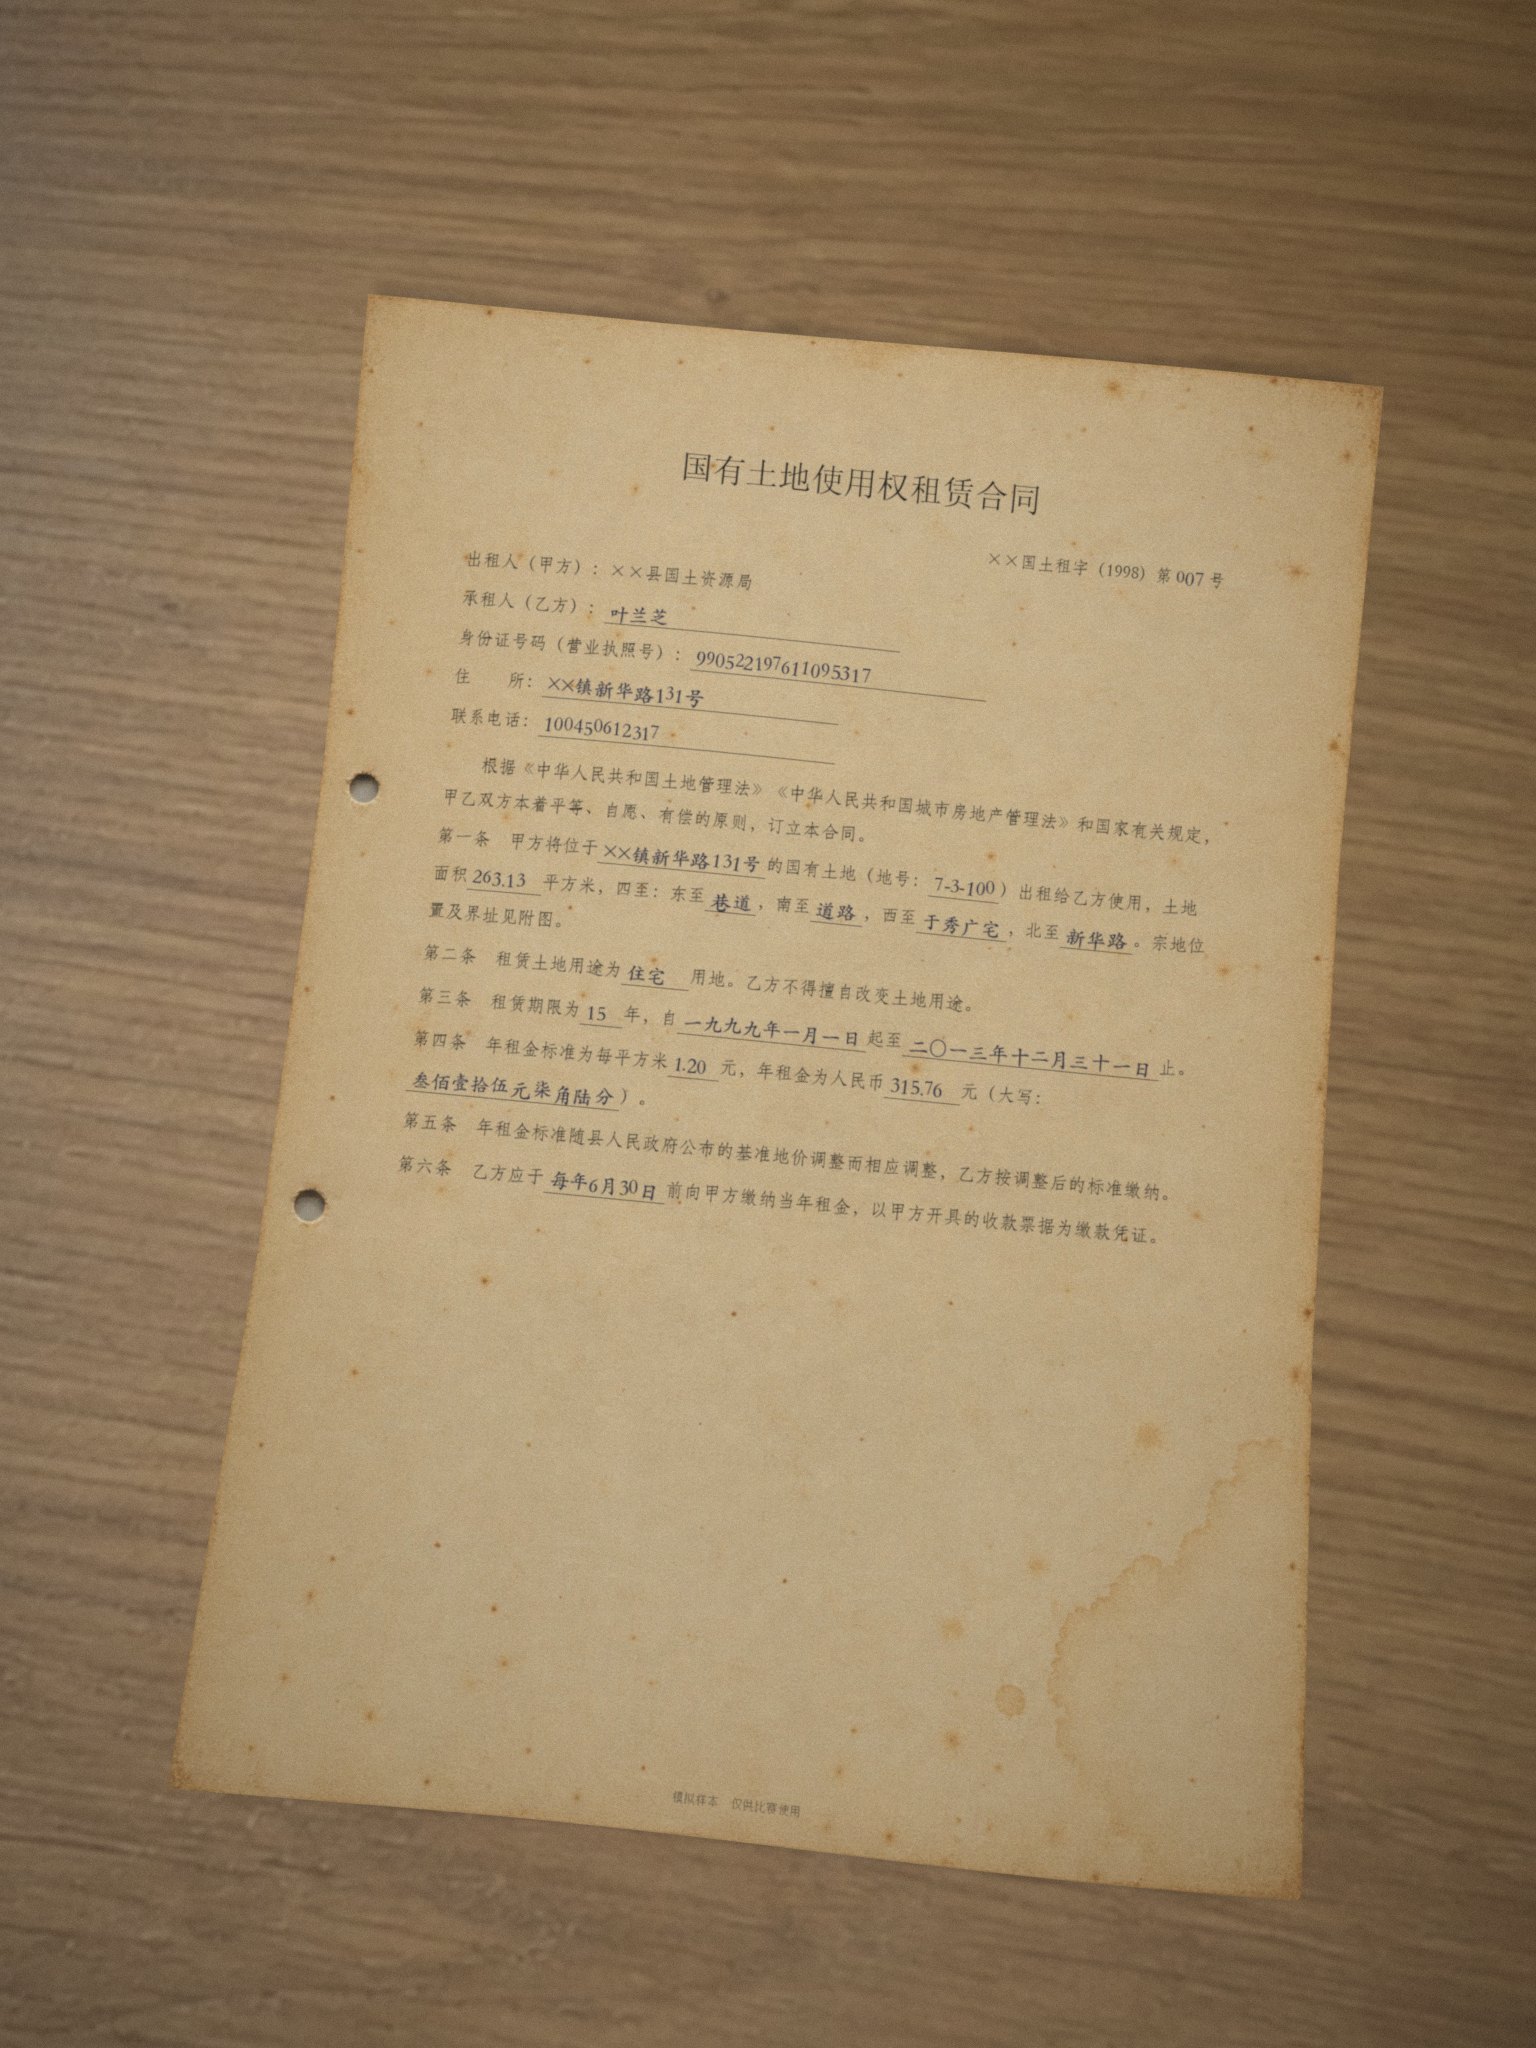 国有土地使用权租赁合同
××国土租字（1998）第007号
出租人（甲方）：××县国土资源局
承租人（乙方）：叶兰芝
身份证号码（营业执照号）：990522197611095317
住　　所：××镇新华路131号
联系电话：100450612317
根据《中华人民共和国土地管理法》《中华人民共和国城市房地产管理法》和国家有关规定，
甲乙双方本着平等、自愿、有偿的原则，订立本合同。
第一条　甲方将位于××镇新华路131号的国有土地（地号：7-3-100）出租给乙方使用，土地
面积263.13平方米，四至：东至巷道，南至道路，西至于秀广宅，北至新华路。宗地位
置及界址见附图。
第二条　租赁土地用途为住宅　用地。乙方不得擅自改变土地用途。
第三条　租赁期限为15年，自一九九九年一月一日起至二〇一三年十二月三十一日止。
第四条　年租金标准为每平方米1.20元，年租金为人民币315.76元（大写：
叁佰壹拾伍元柒角陆分）。
第五条　年租金标准随县人民政府公布的基准地价调整而相应调整，乙方按调整后的标准缴纳。
第六条　乙方应于每年6月30日前向甲方缴纳当年租金，以甲方开具的收款票据为缴款凭证。
模拟样本　仅供比赛使用